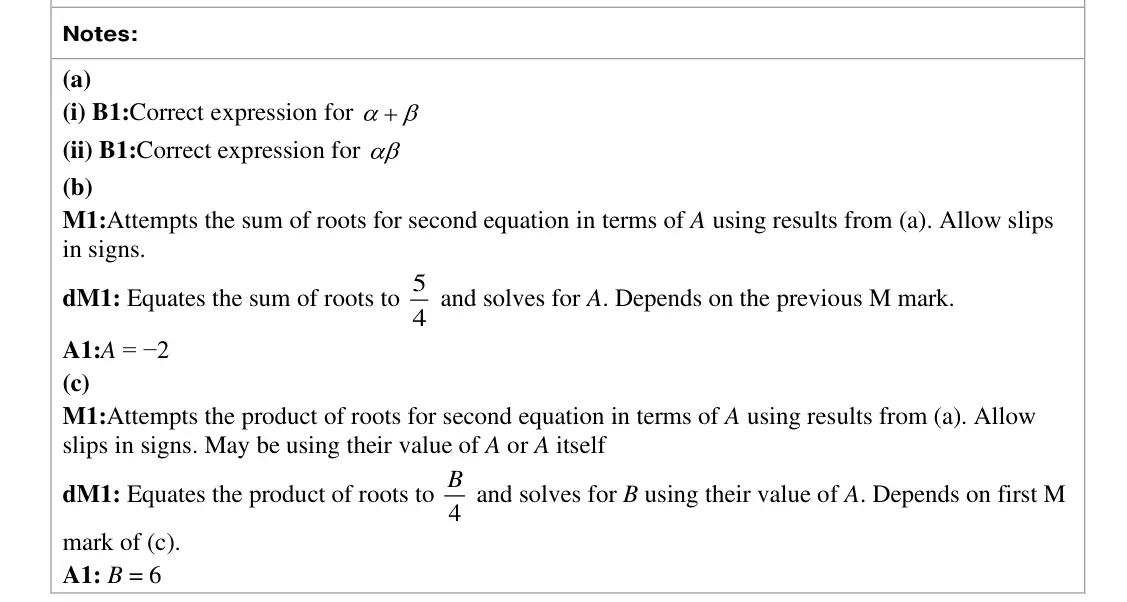 Notes:
(a)
(i) B1:Correct expression for α + β
(ii) B1:Correct expression for αβ
(b)
M1:Attempts the sum of roots for second equation in terms of A using results from (a). Allow slips
in signs.
dM1: Equates the sum of roots to 5/4 and solves for A. Depends on the previous M mark.
A1:A = −2
(c)
M1:Attempts the product of roots for second equation in terms of A using results from (a). Allow
slips in signs. May be using their value of A or A itself
dM1: Equates the product of roots to B/4 and solves for B using their value of A. Depends on first M
mark of (c).
A1: B = 6